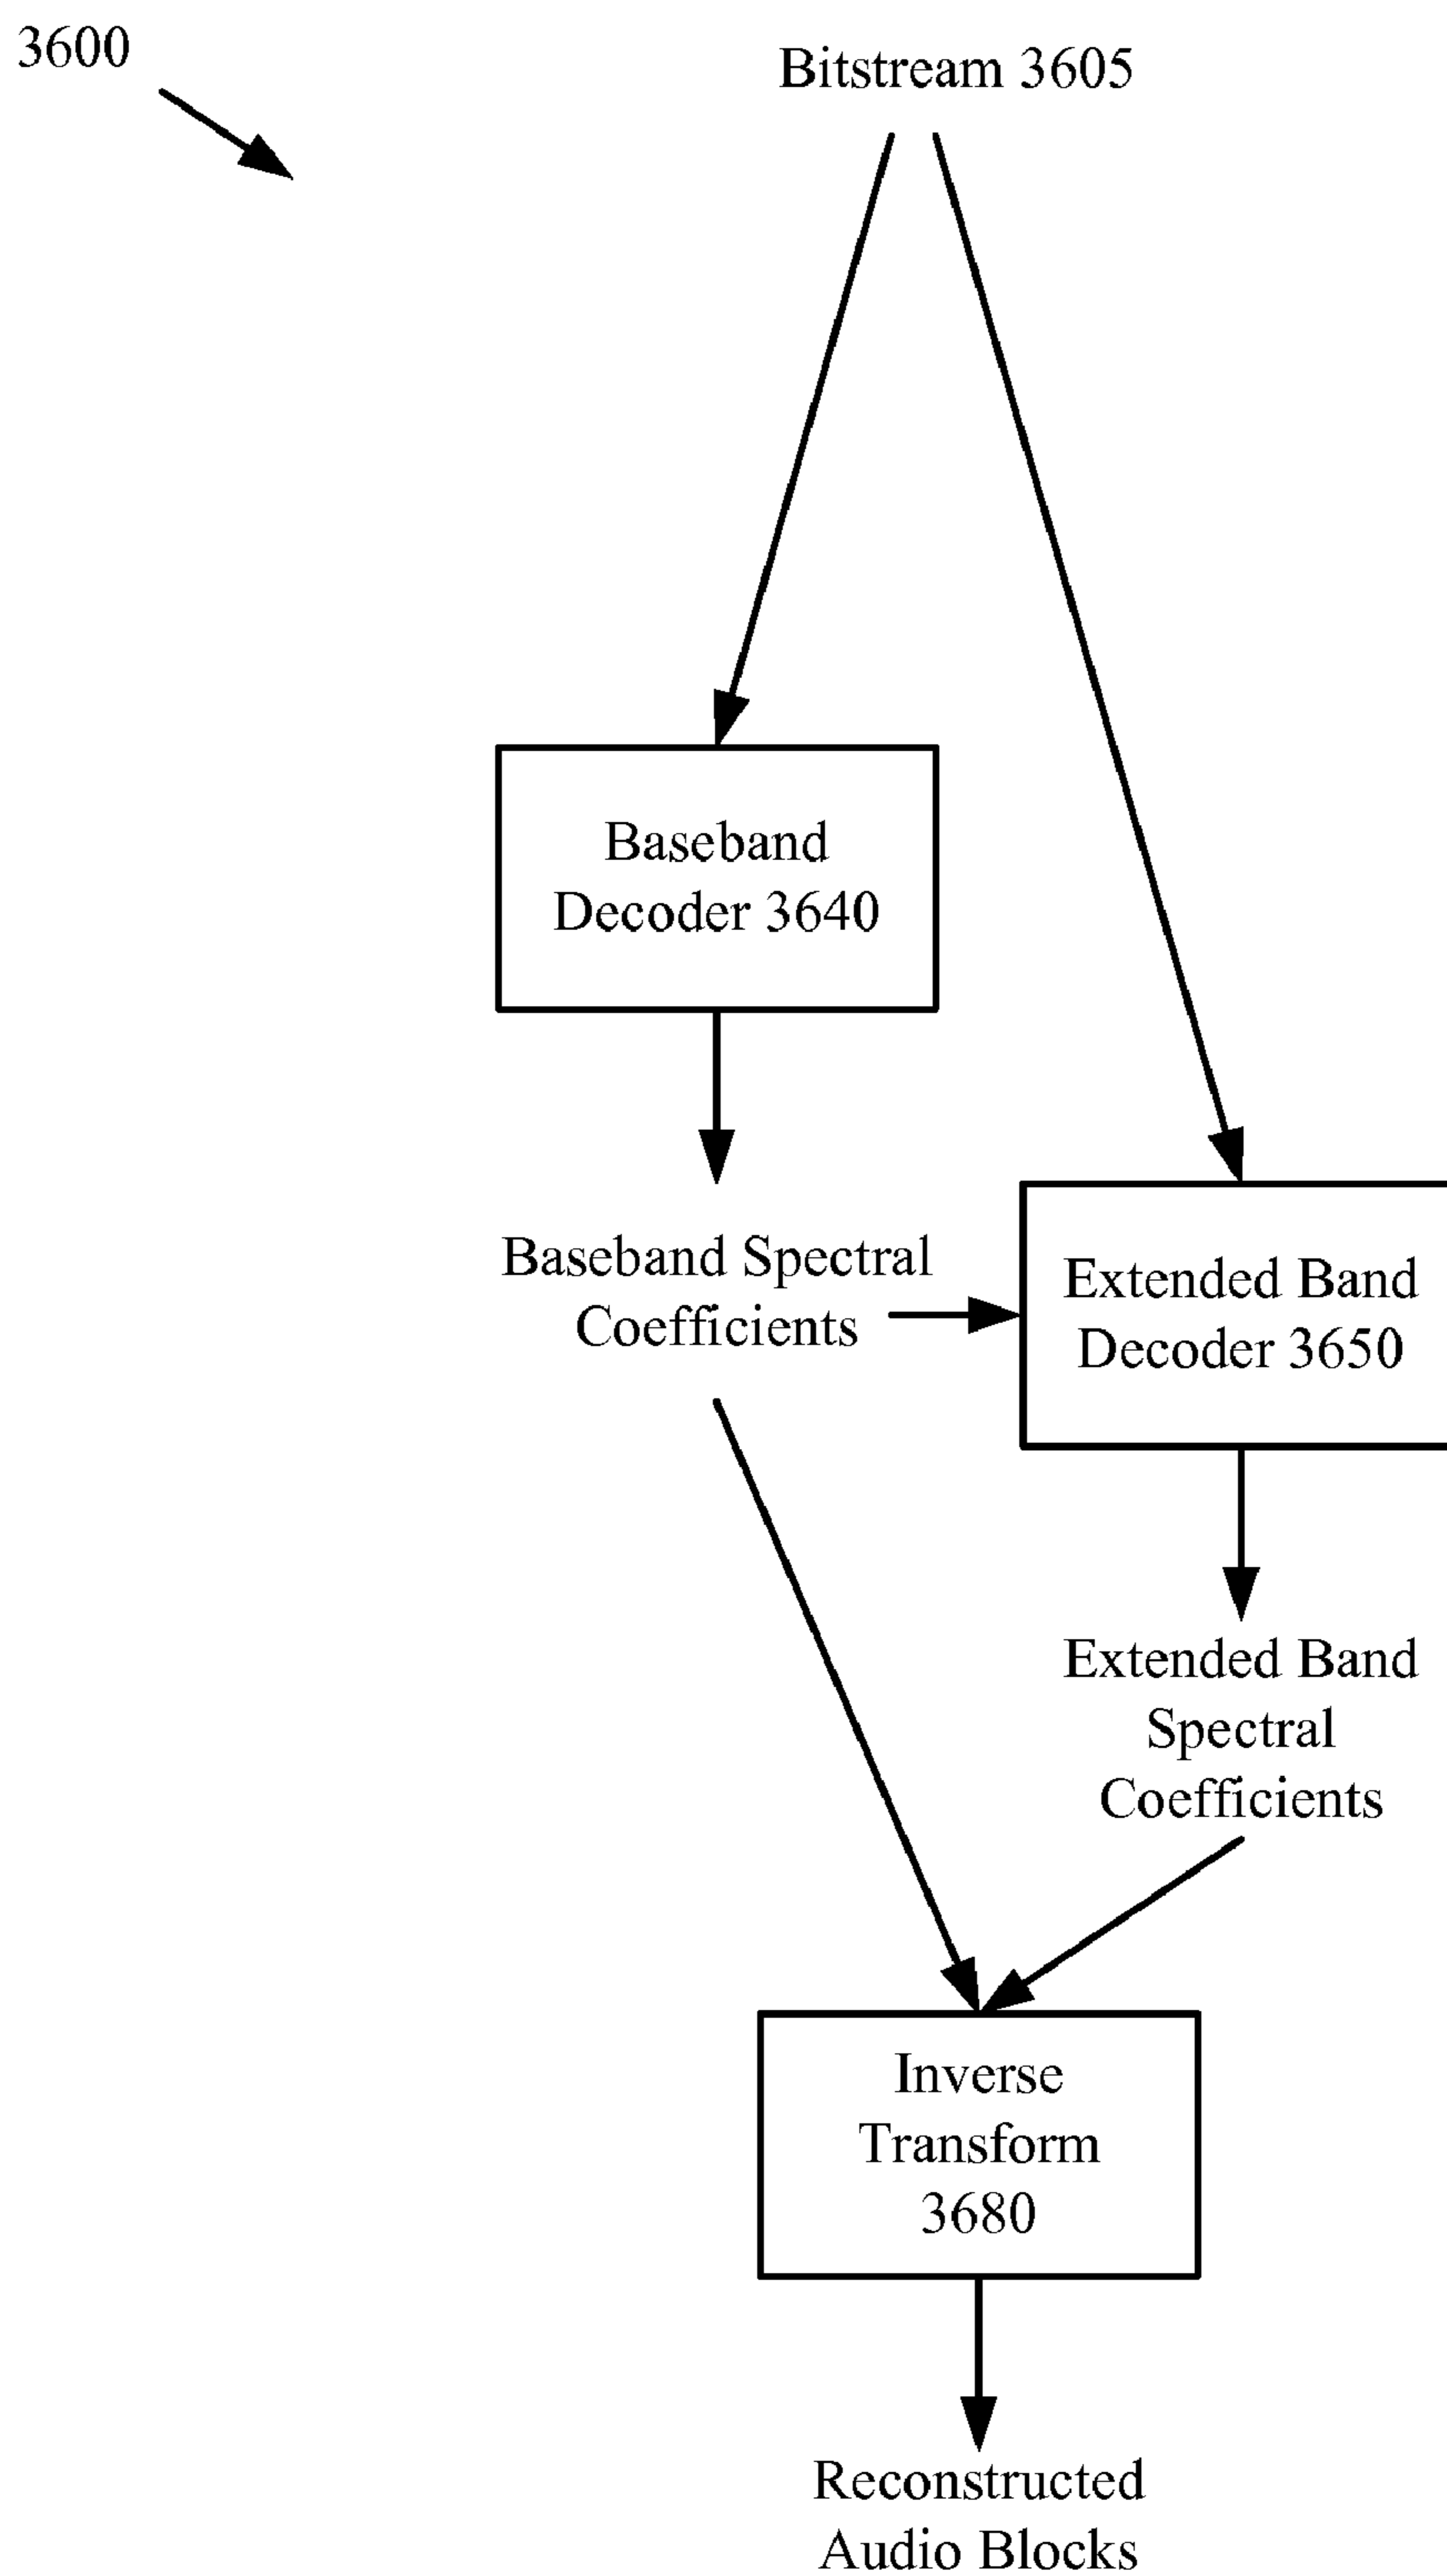 3600
Bitstream 3605
Baseband
Decoder 3640
Baseband Spectral
Coefficients
Extended Band
Decoder 3650
Extended Band
Spectral
Coefficients
Inverse
Transform
3680
Reconstructed
Audio Blocks